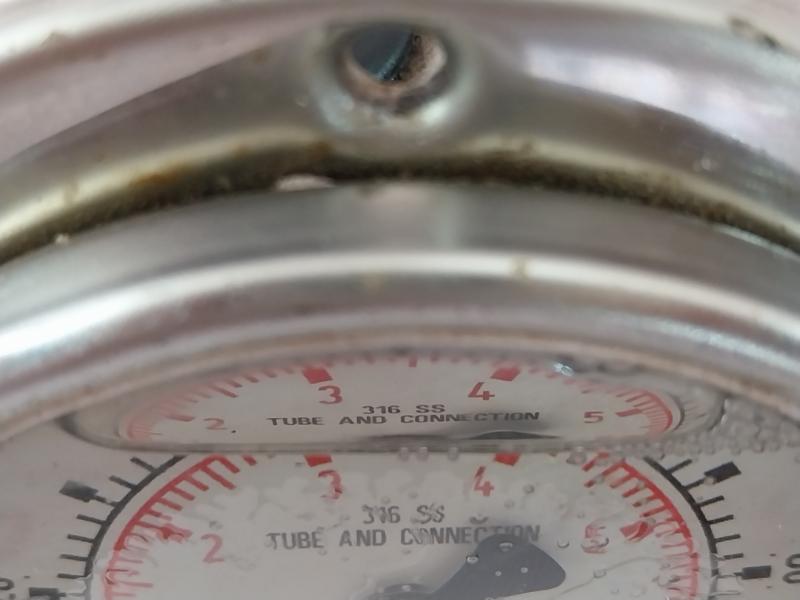 3 4
316 SS
2 TUBE AND CONNECTION 5
3 4
316 SS
TUBE AND CONNECTION
2 5